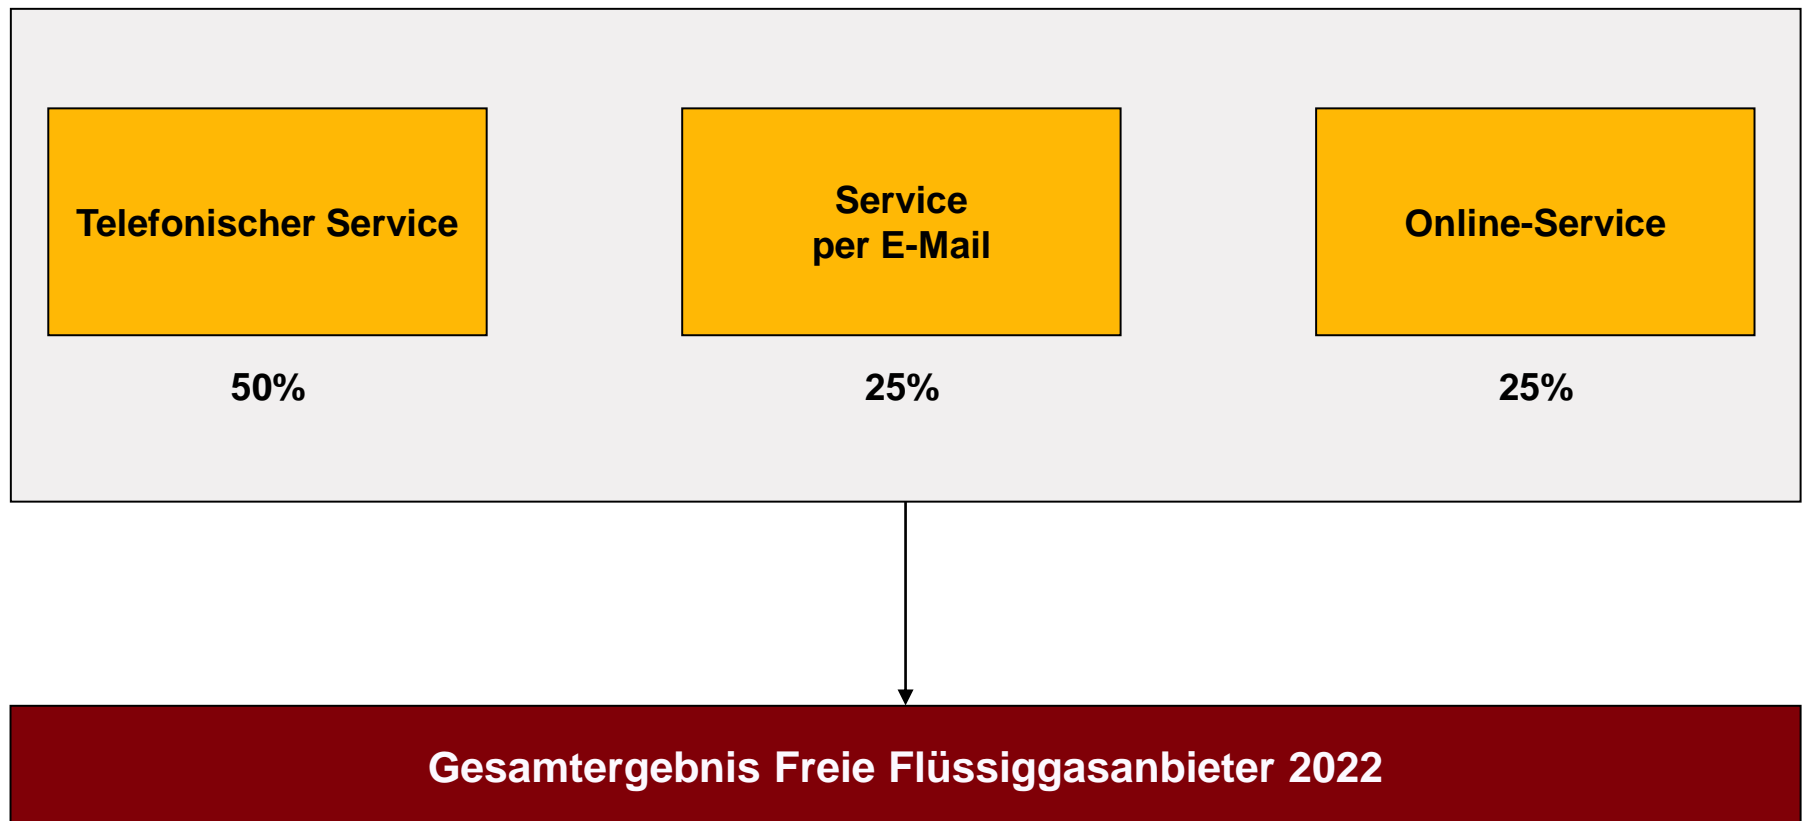 Telefonischer Service
Service
per E-Mail
Online-Service
50%
25%
25%
Gesamtergebnis Freie Flüssiggasanbieter 2022